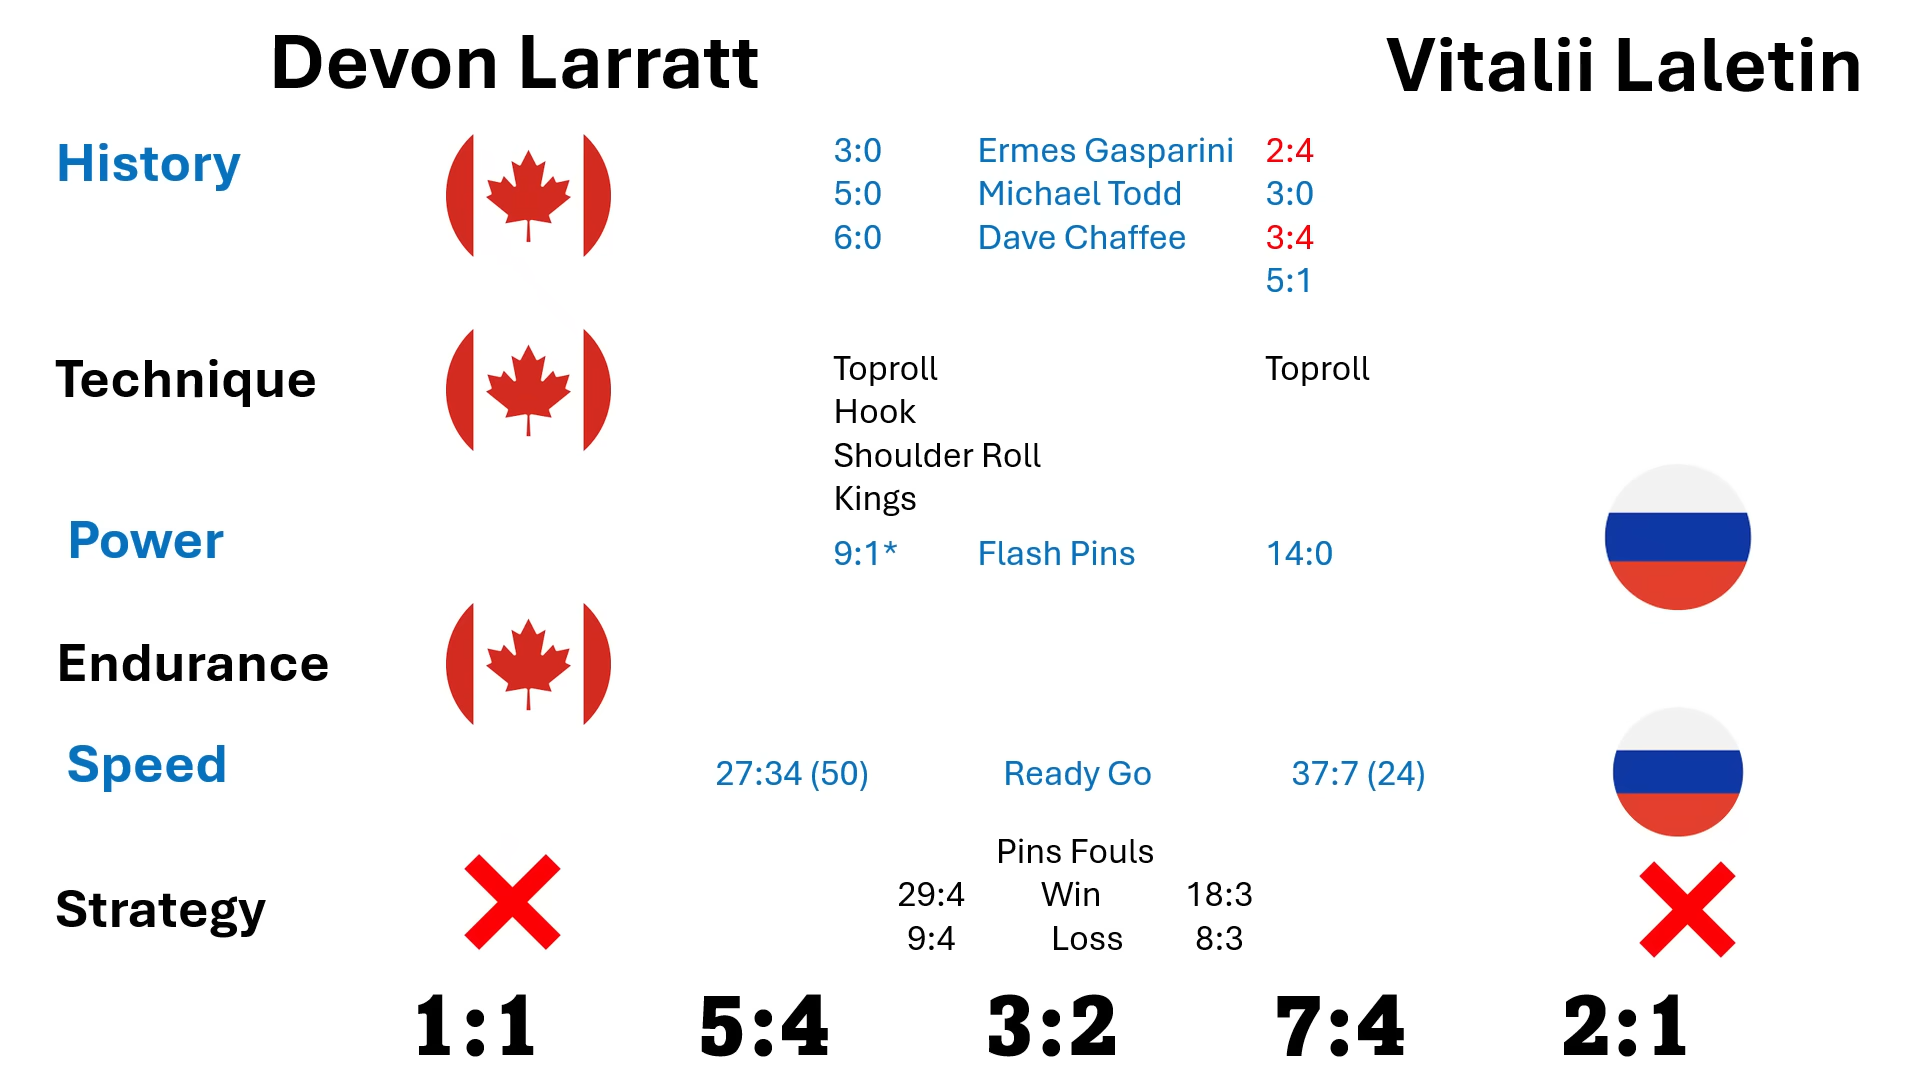 Devon Larratt Vitalii Laletin
History 3:0 Ermes Gasparini 2:4
5:0 Michael Todd 3:0
6:0 Dave Chaffee 3:4
5:1
Technique Toproll Toproll
Hook
Shoulder Roll
Kings
Power 9:1* Flash Pins 14:0
Endurance
Speed 27:34 (50) Ready Go 37:7 (24)
Pins Fouls
Strategy 29:4 Win 18:3
9:4 Loss 8:3
1:1 5:4 3:2 7:4 2:1